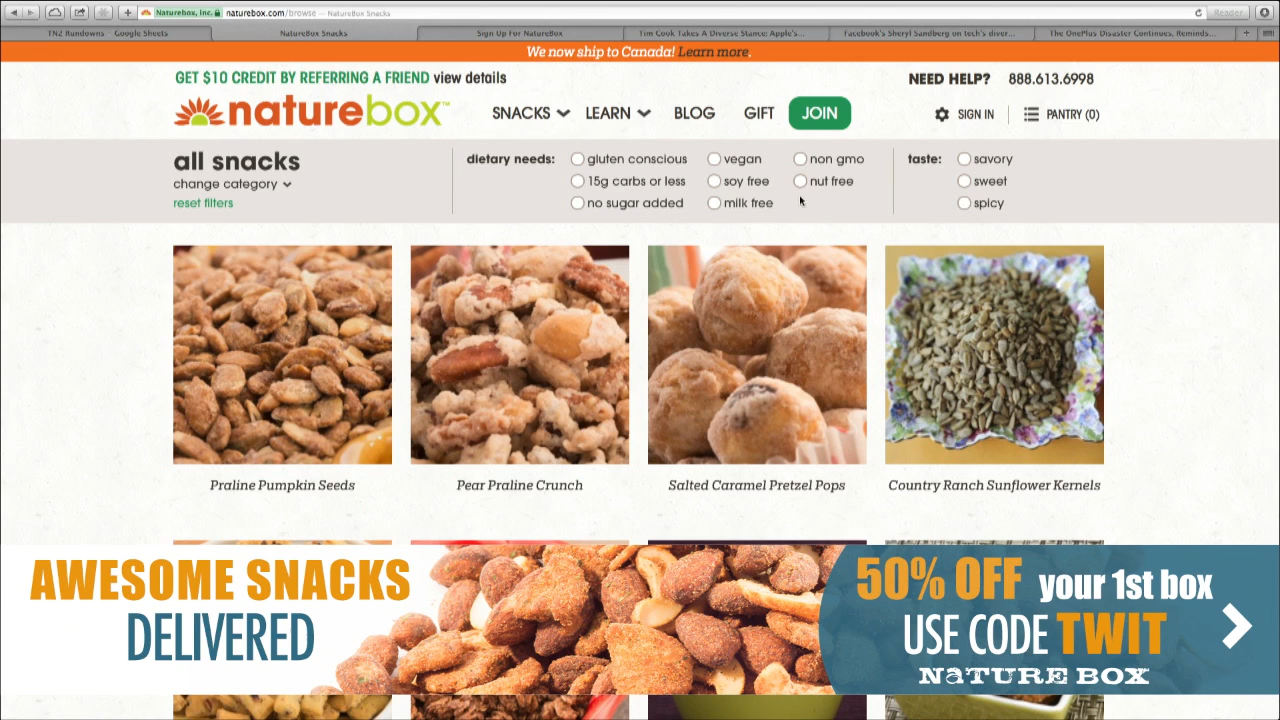 Naturebox, Inc. naturebox.com/browse — NatureBox Snacks
Reader
TN2 Rundowns – Google Sheets
NatureBox Snacks
Sign Up For NatureBox
Tim Cook Takes A Diverse Stance: Apple's...
Facebook's Sheryl Sandberg on tech's diver...
The OnePlus Disaster Continues, Reminds...
We now ship to Canada! Learn more.
GET $10 CREDIT BY REFERRING A FRIEND view details
NEED HELP? 888.613.6998
naturebox™
SNACKS
LEARN
BLOG
GIFT
JOIN
SIGN IN
PANTRY (0)
all snacks
change category
reset filters
dietary needs:
gluten conscious
vegan
non gmo
15g carbs or less
soy free
nut free
no sugar added
milk free
taste:
savory
sweet
spicy
Praline Pumpkin Seeds
Pear Praline Crunch
Salted Caramel Pretzel Pops
Country Ranch Sunflower Kernels
AWESOME SNACKS
DELIVERED
50% OFF your 1st box
USE CODE TWIT
NATURE BOX